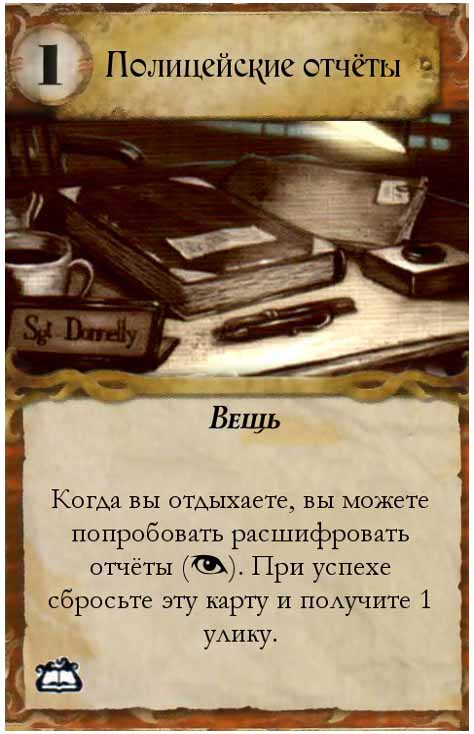 1
Полицейские отчёты
Sgt Donnelly
Вещь
Когда вы отдыхаете, вы можете
попробовать расшифровать
отчёты (). При успехе
сбросьте эту карту и получите 1
улику.